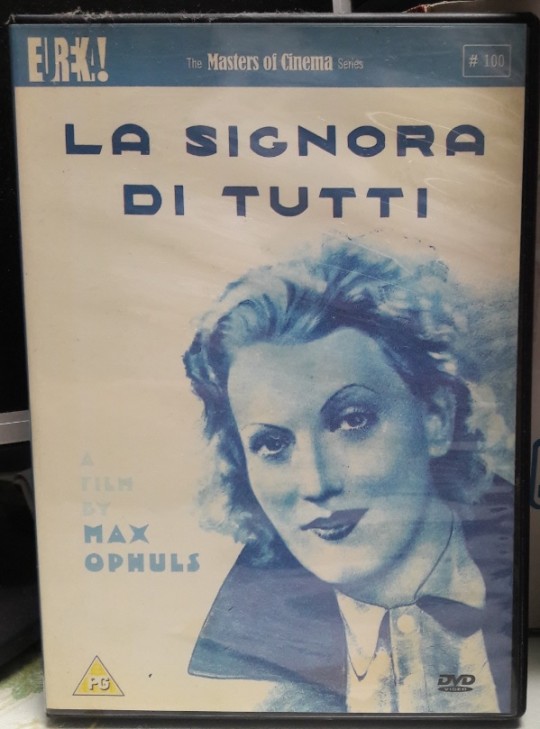 EUREKA!
The Masters of Cinema Series
# 100
LA SIGNORA
DI TUTTI
A
FILM
BY
MAX
OPHULS
PG
DVD
VIDEO